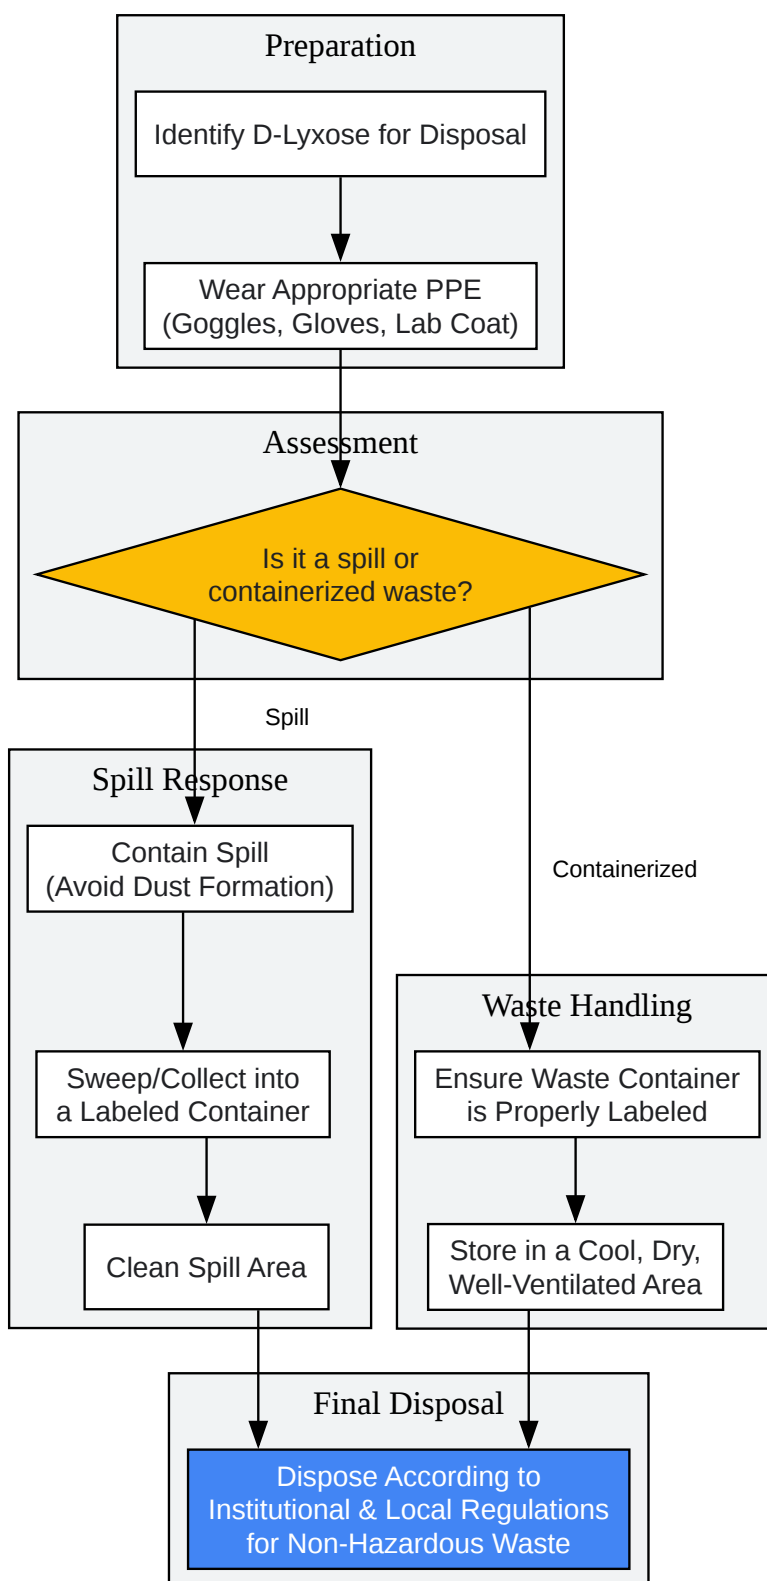 Preparation
Identify D-Lyxose for Disposal
Wear Appropriate PPE
(Goggles, Gloves, Lab Coat)
Assessment
Is it a spill or
containerized waste?
Spill
Spill Response
Contain Spill
(Avoid Dust Formation)
Containerized
Waste Handling
Sweep/Collect into
a Labeled Container
Ensure Waste Container
is Properly Labeled
Clean Spill Area
Store in a Cool, Dry,
Well-Ventilated Area
Final Disposal
Dispose According to
Institutional & Local Regulations
for Non-Hazardous Waste